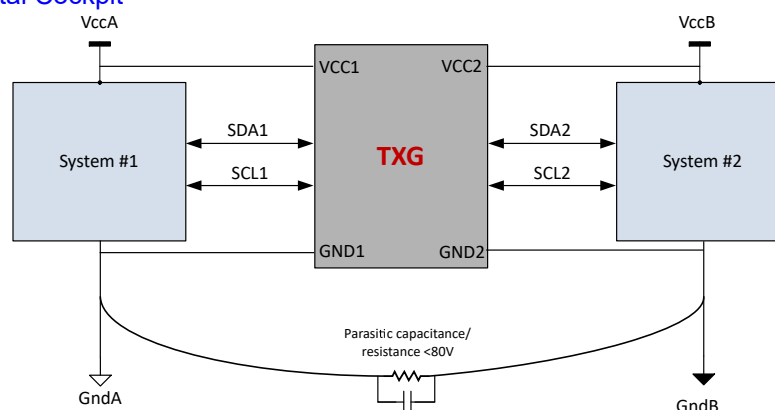 Cockpit
VccA
VccB
VCC1
VCC2
SDA1
SDA2
System #1
TXG
System #2
SCL1
SCL2
GND1
GND2
Parasitic capacitance/
resistance <80V
GndA
GndB